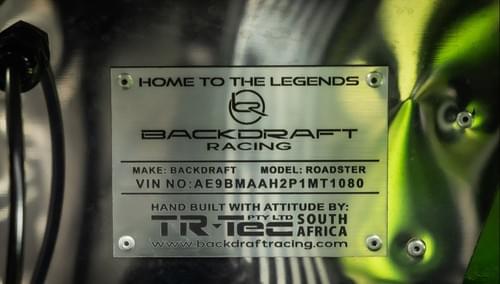 HOME TO THE LEGENDS
BR
BACKDRAFT
RACING
MAKE: BACKDRAFT MODEL: ROADSTER
VIN NO: AE9BMAAH2P1MT1080
HAND BUILT WITH ATTITUDE BY:
TR-Tec PTY LTD SOUTH AFRICA
www.backdraftracing.com